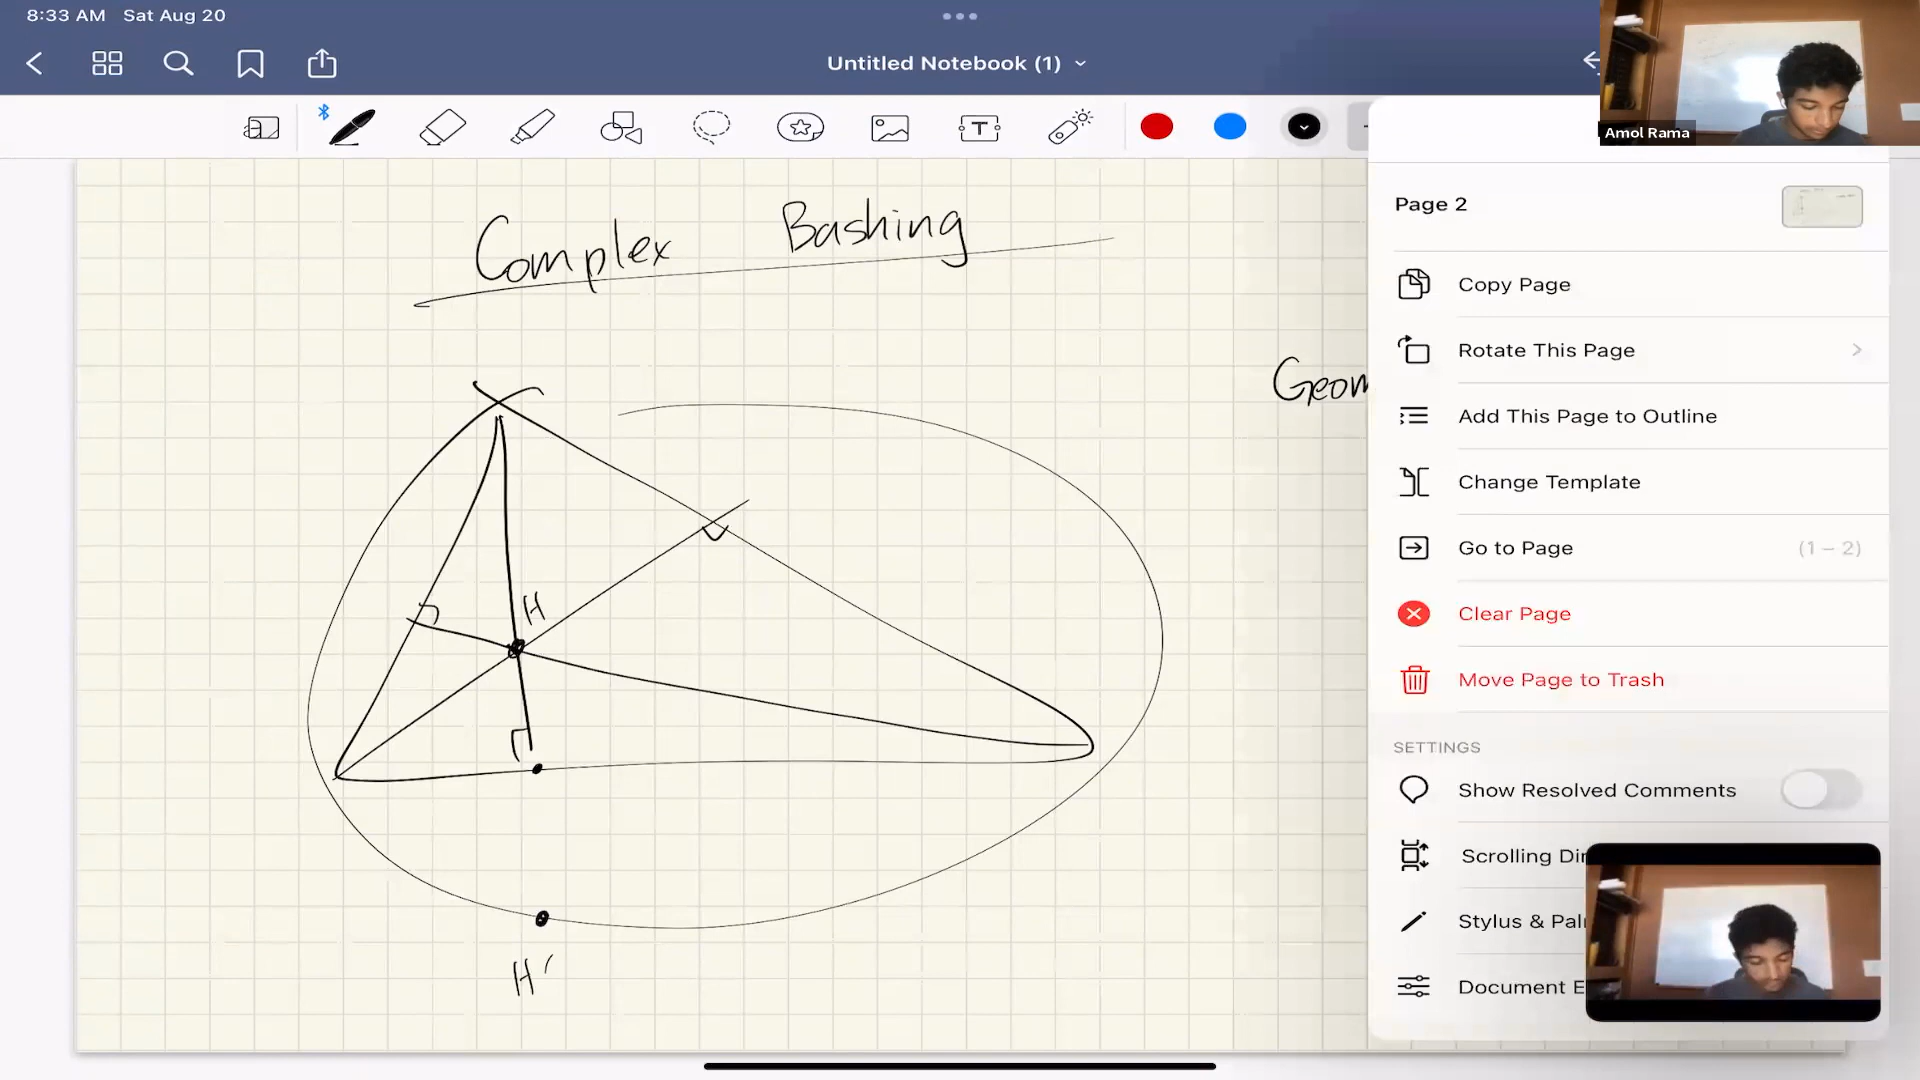 8:33 AM Sat Aug 20
Untitled Notebook (1)
Amol Rama
Complex Bashing
Geom
H
H'
Page 2
Copy Page
Rotate This Page
Add This Page to Outline
Change Template
Go to Page (1 – 2)
Clear Page
Move Page to Trash
SETTINGS
Show Resolved Comments
Scrolling Dir
Stylus & Pal
Document E